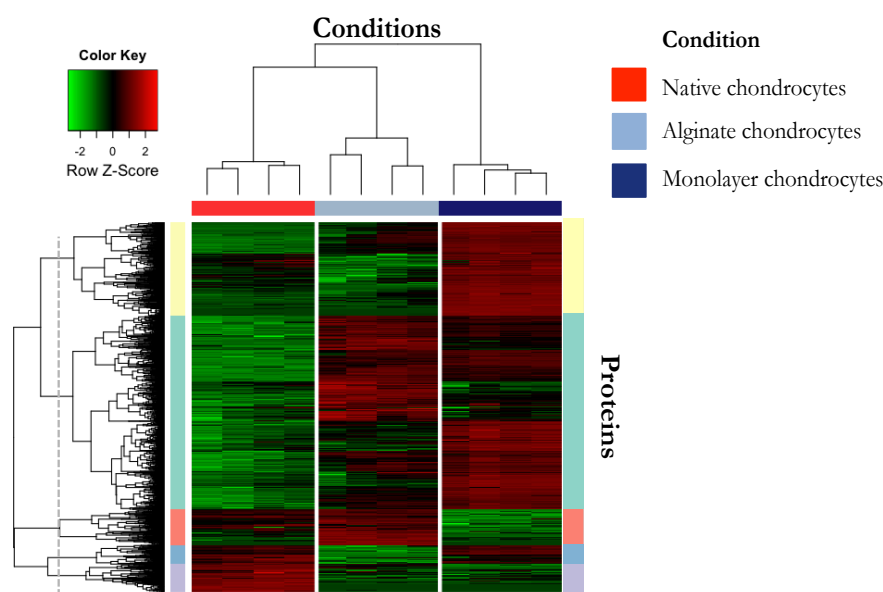 Conditions
Color Key
-2 0 2
Row Z-Score
Condition
Native chondrocytes
Alginate chondrocytes
Monolayer chondrocytes
Proteins